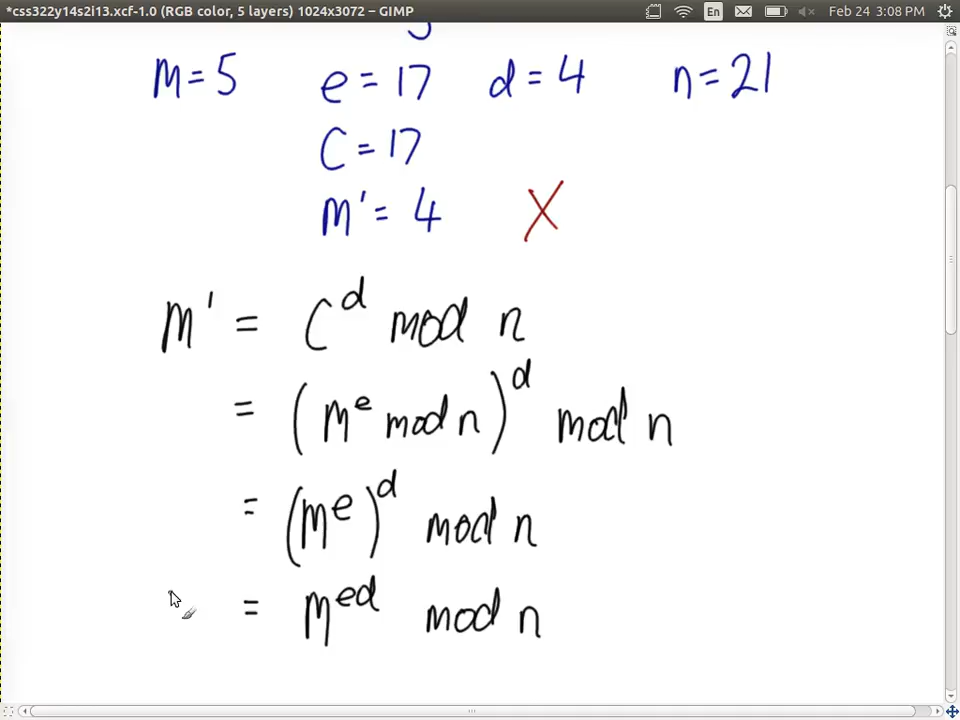 *css322y14s2i13.xcf-1.0 (RGB color, 5 layers) 1024x3072 – GIMP En Feb 24 3:08 PM
M = 5 e = 17 d = 4 n = 21
C = 17
M' = 4 X
M' = C^d mod n
= (M^e mod n)^d mod n
= (M^e)^d mod n
= M^ed mod n